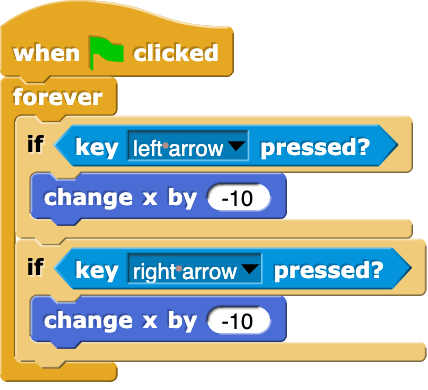 when clicked
forever
if key left arrow pressed?
change x by -10
if key right arrow pressed?
change x by -10